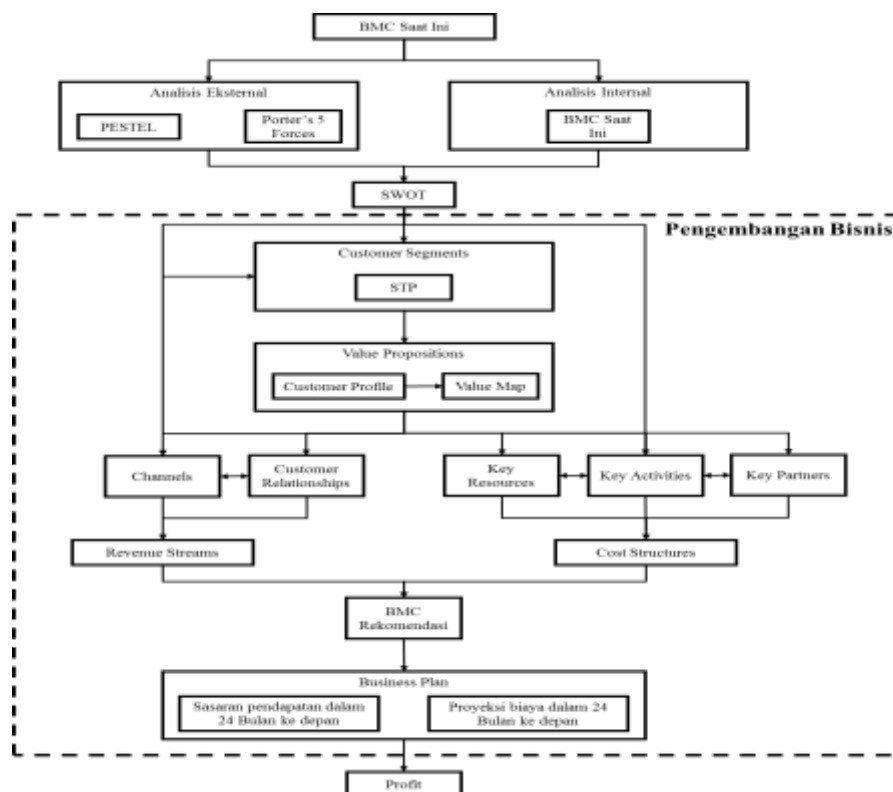 BMC Saat Ini
Analisis Eksternal
PESTEL
Porter's 5
Forces
Analisis Internal
BMC Saat
Ini
SWOT
Pengembangan Bisnis
Customer Segments
STP
Value Propositions
Customer Profile
Value Map
Channels
Customer
Relationships
Key
Resources
Key Activities
Key Partners
Revenue Streams
Cost Structures
BMC
Rekomendasi
Business Plan
Sasaran pendapatan dalam
24 Bulan ke depan
Proyeksi biaya dalam 24
Bulan ke depan
Profit